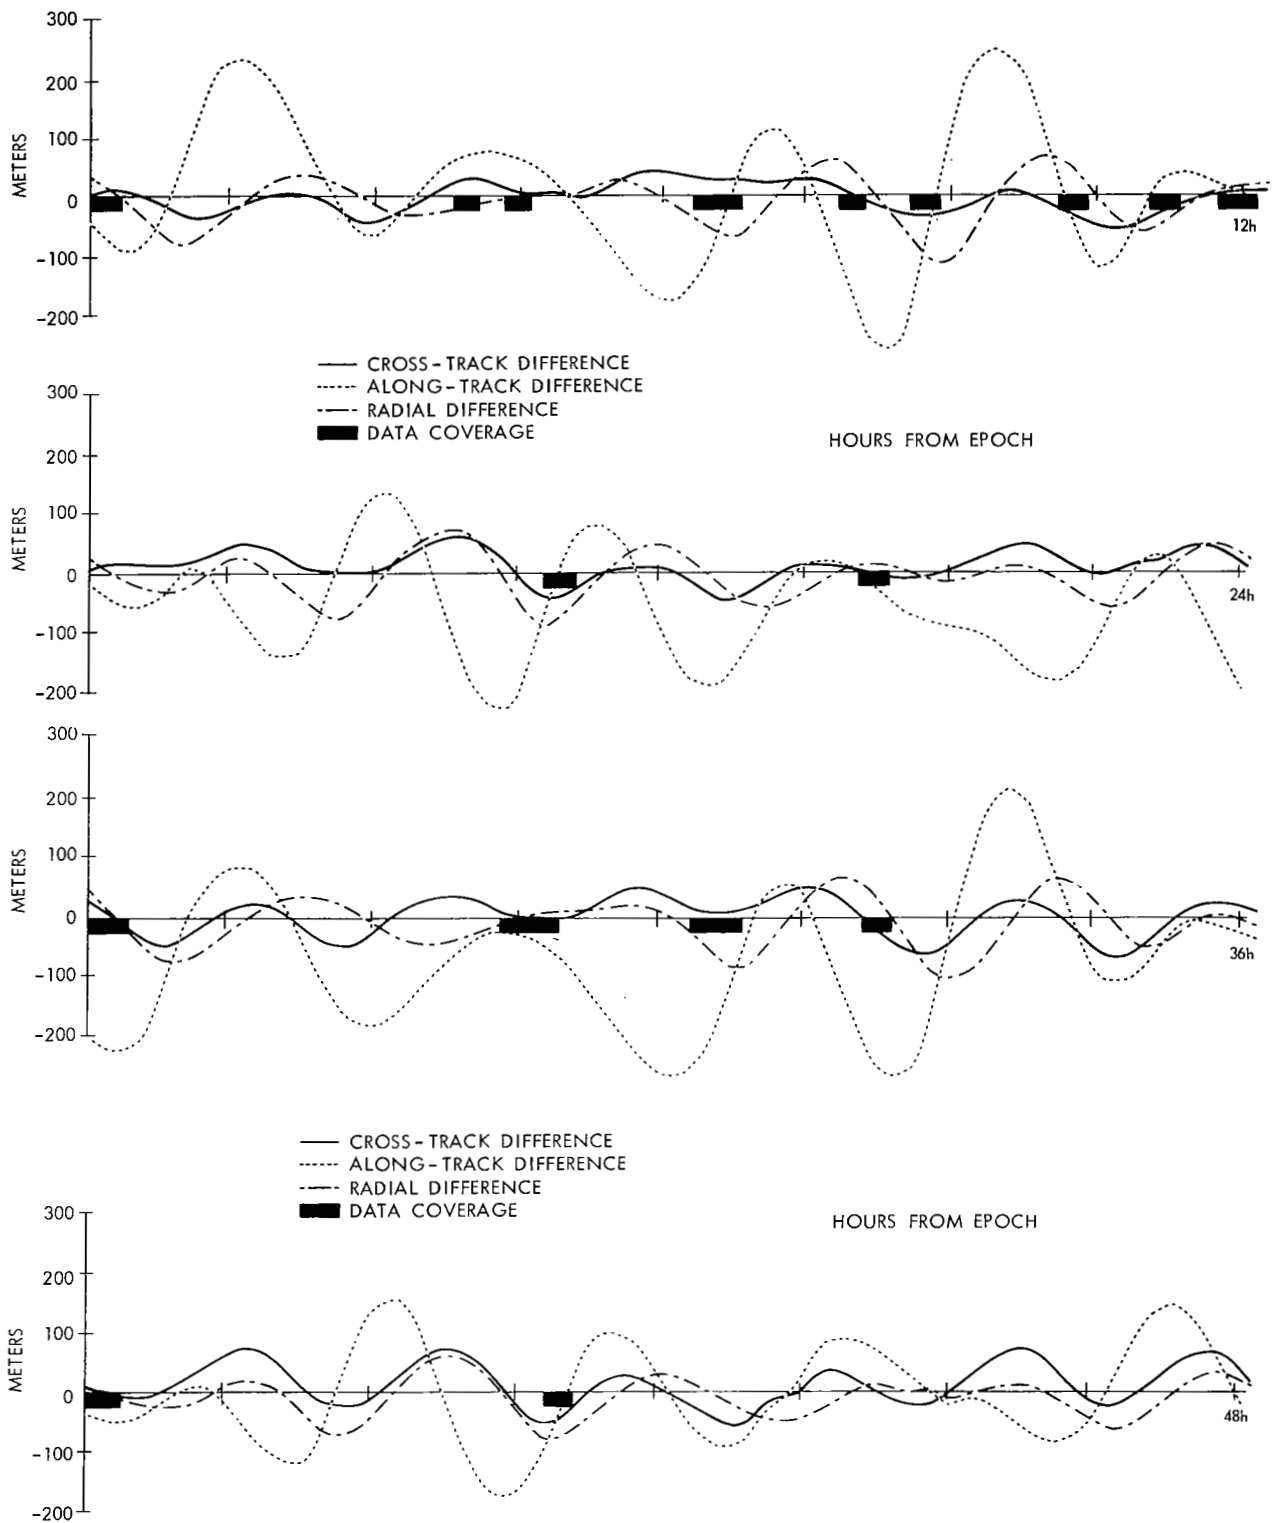 300
200
100
METERS
0
-100
-200
12h
CROSS-TRACK DIFFERENCE
ALONG-TRACK DIFFERENCE
RADIAL DIFFERENCE
DATA COVERAGE
HOURS FROM EPOCH
300
200
100
METERS
0
-100
-200
24h
300
200
100
METERS
0
-100
-200
36h
CROSS-TRACK DIFFERENCE
ALONG-TRACK DIFFERENCE
RADIAL DIFFERENCE
DATA COVERAGE
HOURS FROM EPOCH
300
200
100
METERS
0
-100
-200
48h